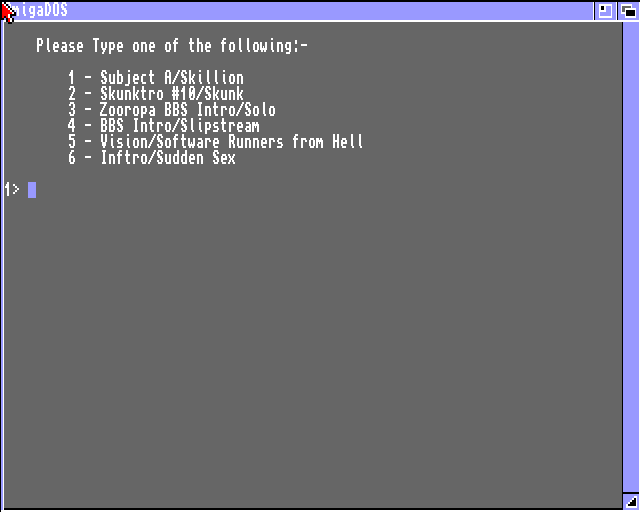 AmigaDOS
Please Type one of the following:-
1 - Subject A/Skillion
2 - Skunktro #10/Skunk
3 - Zooropa BBS Intro/Solo
4 - BBS Intro/Slipstream
5 - Vision/Software Runners from Hell
6 - Inftro/Sudden Sex
1>